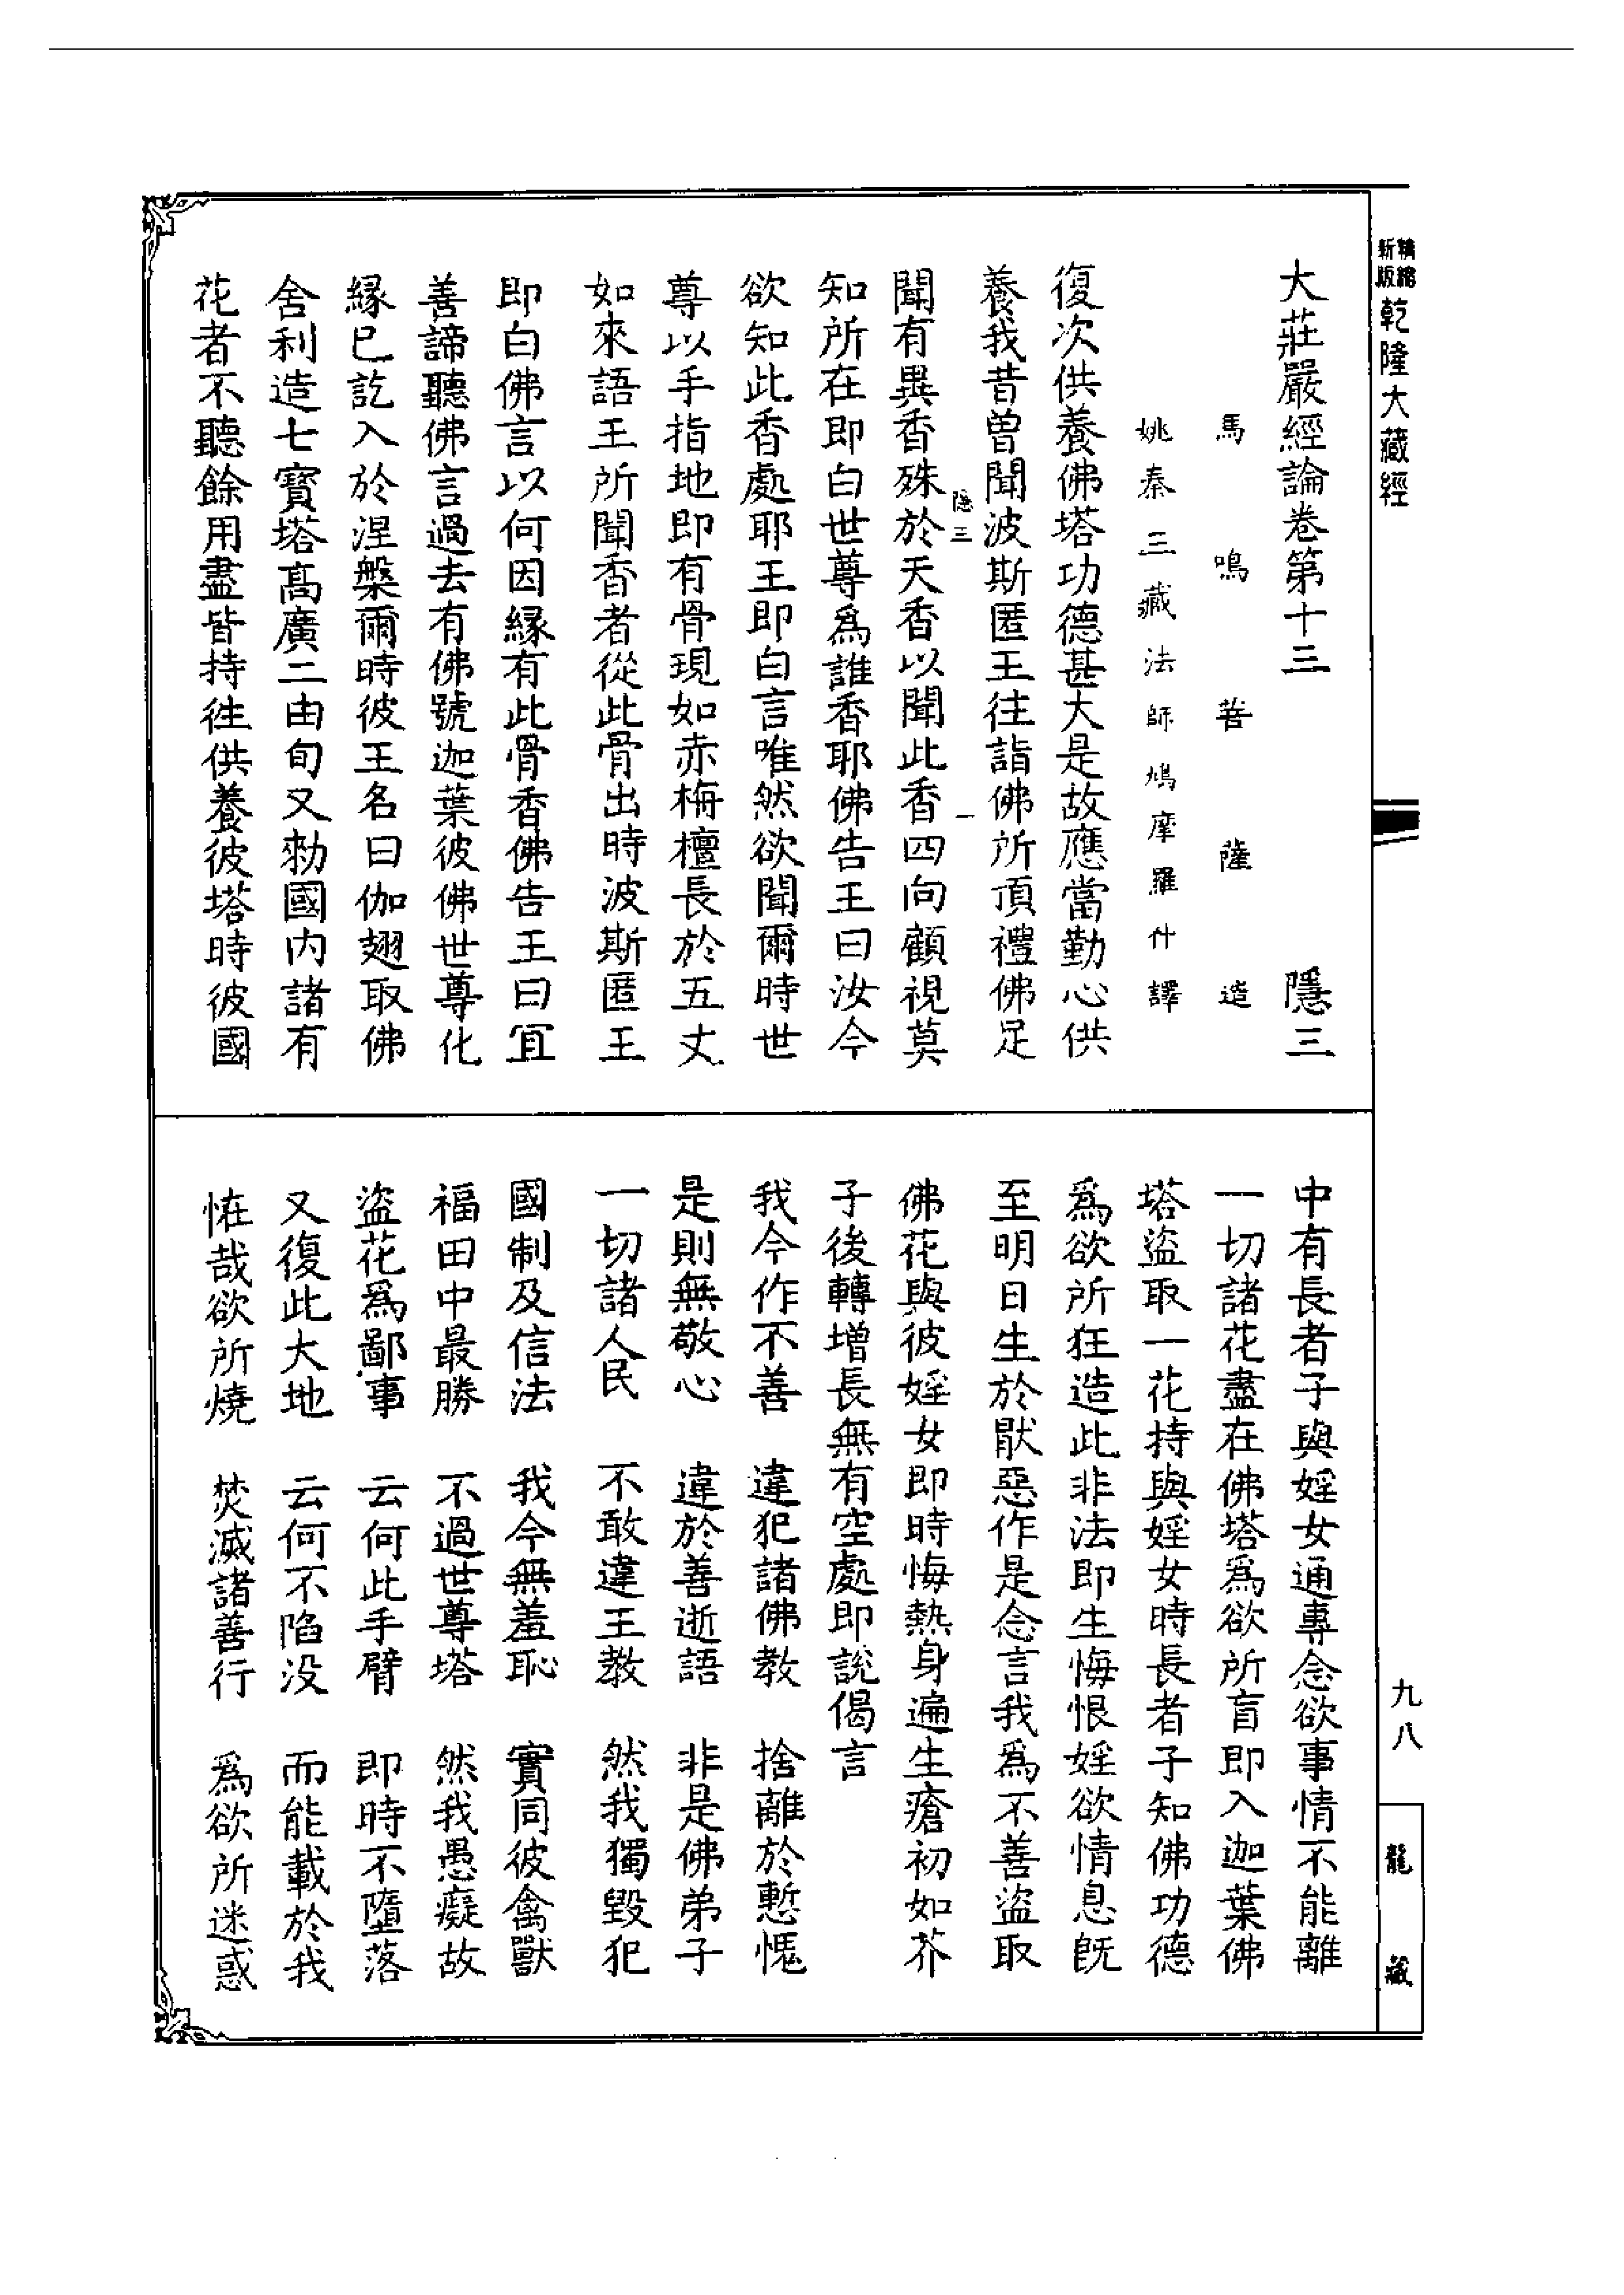 精縮新版乾隆大藏經
大莊嚴經論卷第十三 隱三
馬鳴菩薩造
姚秦三藏法師鳩摩羅什譯
復次供養佛塔功德甚大是故應當勤心供
養我昔曾聞波斯匿王往詣佛所頂禮佛足
隱三 一
聞有異香殊於天香以聞此香四向顧視莫
知所在即白世尊爲誰香耶佛告王曰汝今
欲知此香處耶王即白言唯然欲聞爾時世
尊以手指地即有骨現如赤栴檀長於五丈
如來語王所聞香者從此骨出時波斯匿王
即白佛言以何因緣有此骨香佛告王曰宜
善諦聽佛言過去有佛號迦葉彼佛世尊化
緣已訖入於涅槃爾時彼王名曰伽翅取佛
舍利造七寶塔高廣二由旬又勑國内諸有
花者不聽餘用盡皆持徃供養彼塔時彼國
中有長者子與婬女通專念欲事情不能離
一切諸花盡在佛塔爲欲所盲即入迦葉佛
塔盜取一花持與婬女時長者子知佛功德
爲欲所狂造此非法即生悔恨婬欲情息既
至明日生於猒惡作是念言我爲不善盜取
佛花與彼婬女即時悔熱身遍生瘡初如芥
子後轉增長無有空處即說偈言
我今作不善 違犯諸佛教 捨離於慙愧
是則無敬心 違於善逝語 非是佛弟子
一切諸人民 不敢違王教 然我獨毀犯
國制及信法 我今無羞恥 實同彼禽獸
福田中最勝 不過世尊塔 然我愚癡故
盜花爲鄙事 云何此手臂 即時不墮落
又復此大地 云何不陷没 而能載於我
怪哉欲所燒 焚滅諸善行 爲欲所迷惑
九八
龍藏